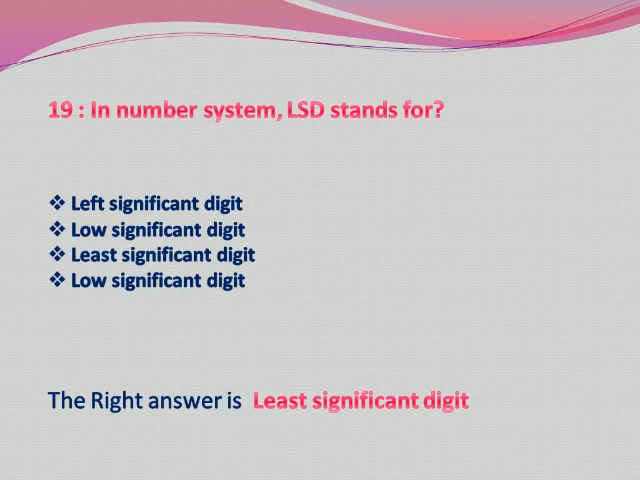 19 : In number system, LSD stands for?
❖ Left significant digit
❖ Low significant digit
❖ Least significant digit
❖ Low significant digit
The Right answer is Least significant digit